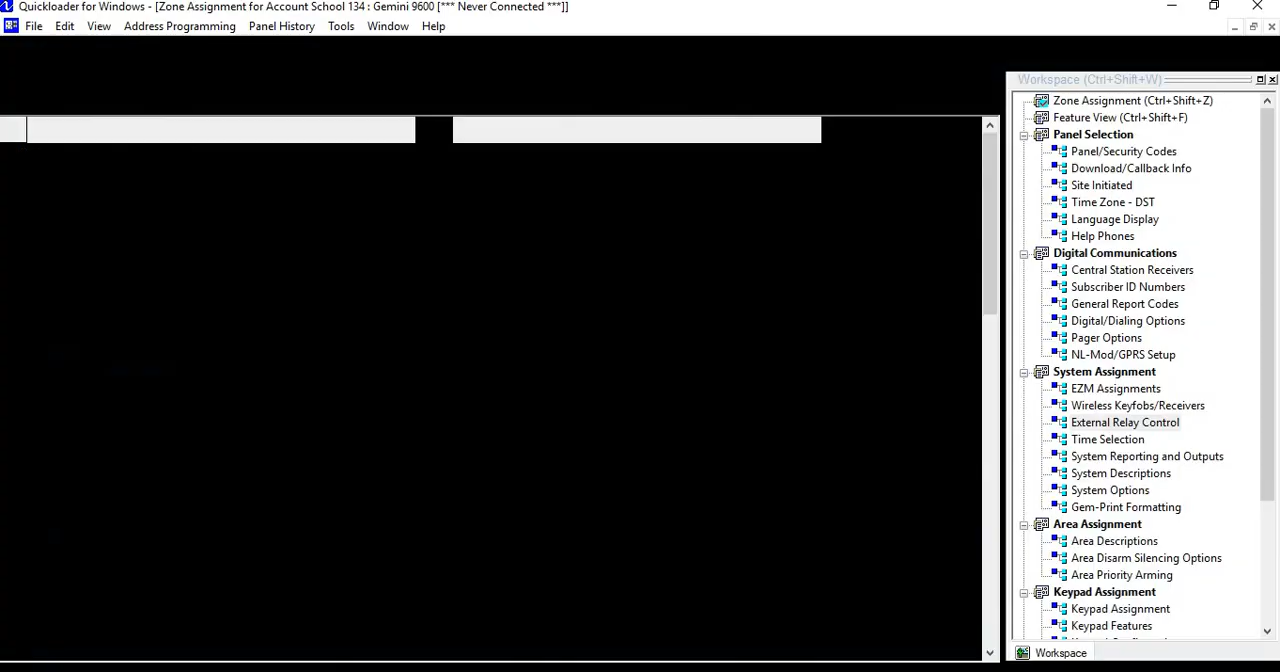 Quickloader for Windows - [Zone Assignment for Account School 134 : Gemini 9600 [*** Never Connected ***]]
File Edit View Address Programming Panel History Tools Window Help
Workspace (Ctrl+Shift+W)
Zone Assignment (Ctrl+Shift+Z)
Feature View (Ctrl+Shift+F)
Panel Selection
Panel/Security Codes
Download/Callback Info
Site Initiated
Time Zone - DST
Language Display
Help Phones
Digital Communications
Central Station Receivers
Subscriber ID Numbers
General Report Codes
Digital/Dialing Options
Pager Options
NL-Mod/GPRS Setup
System Assignment
EZM Assignments
Wireless Keyfobs/Receivers
External Relay Control
Time Selection
System Reporting and Outputs
System Descriptions
System Options
Gem-Print Formatting
Area Assignment
Area Descriptions
Area Disarm Silencing Options
Area Priority Arming
Keypad Assignment
Keypad Assignment
Keypad Features
Workspace